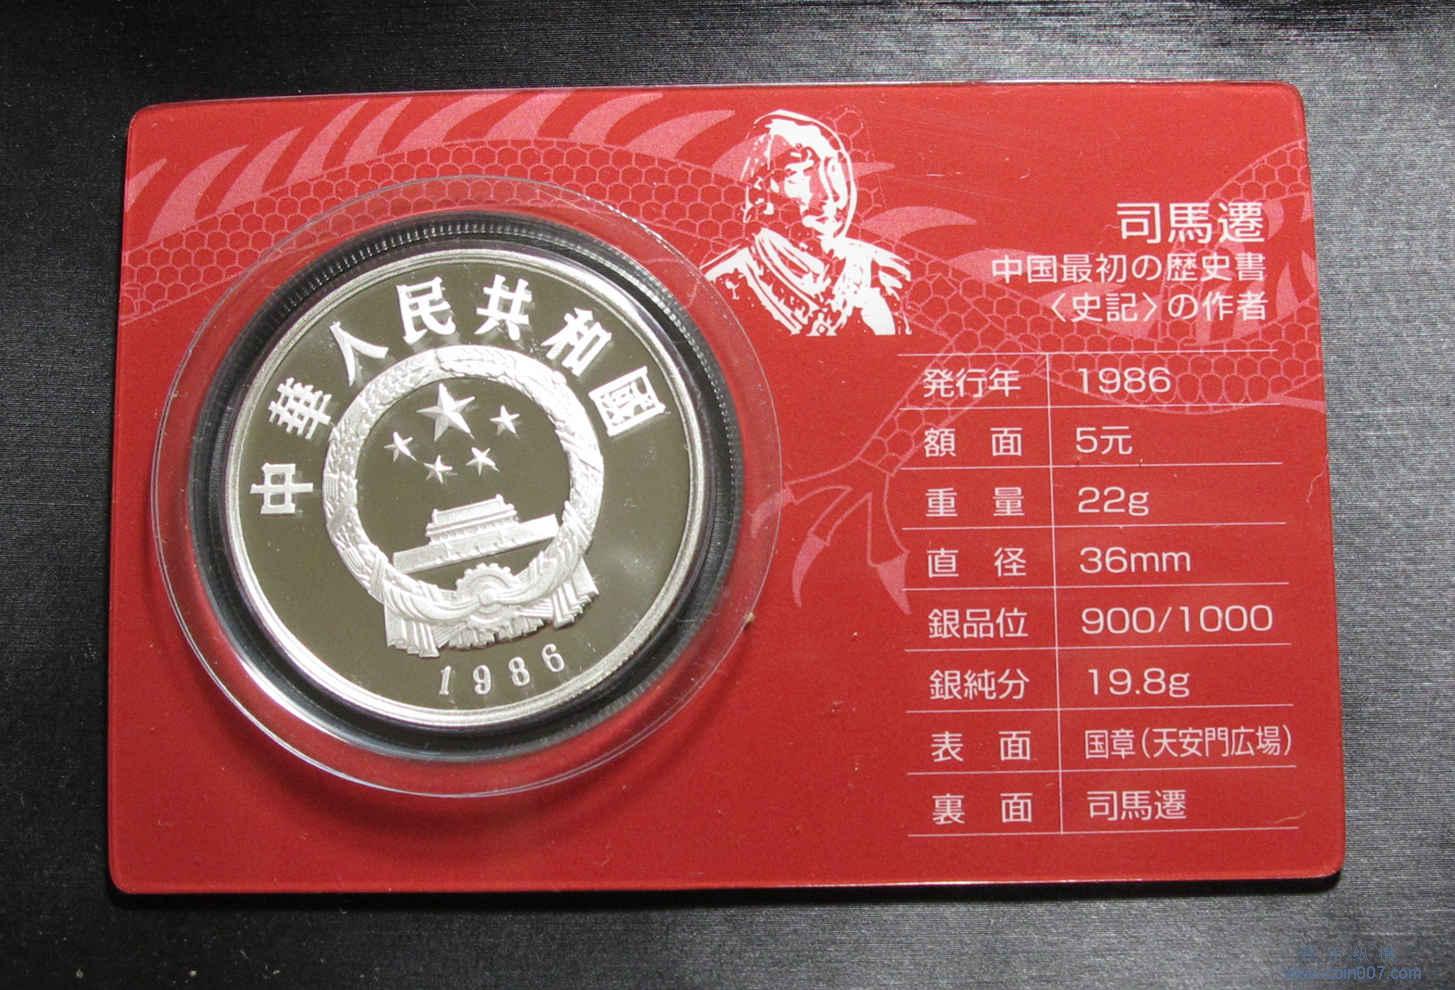 中華人民共和國
1986
司馬遷
中国最初の歴史書
〈史記〉の作者
発行年 1986
額面 5元
重量 22g
直径 36mm
銀品位 900/1000
銀純分 19.8g
表面 国章(天安門広場)
裏面 司馬遷
www.coin007.com